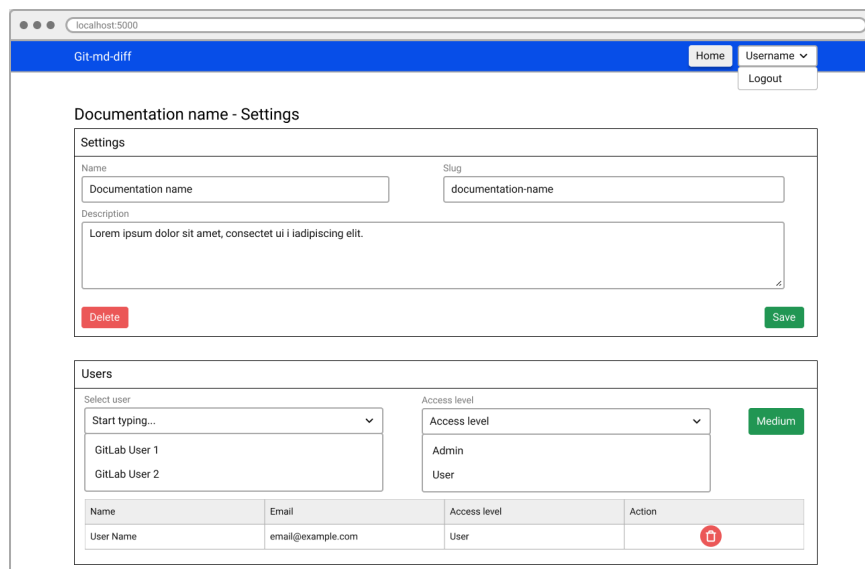 localhost:5000
Git-md-diff
Home
Username
Logout
Documentation name - Settings
Settings
Name
Slug
Documentation name
documentation-name
Description
Lorem ipsum dolor sit amet, consectet ui i iadipiscing elit.
Delete
Save
Users
Select user
Access level
Start typing...
Access level
Medium
GitLab User 1
GitLab User 2
Admin
User
Name Email Access level Action
User Name email@example.com User